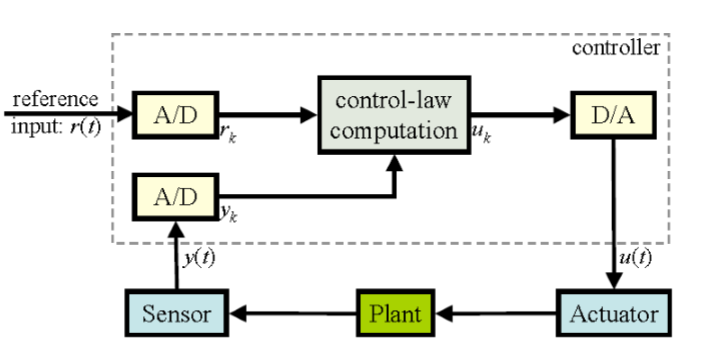 controller
reference
input: r(t)
A/D
r_k
control-law
computation
u_k
D/A
A/D
y_k
y(t)
u(t)
Sensor
Plant
Actuator